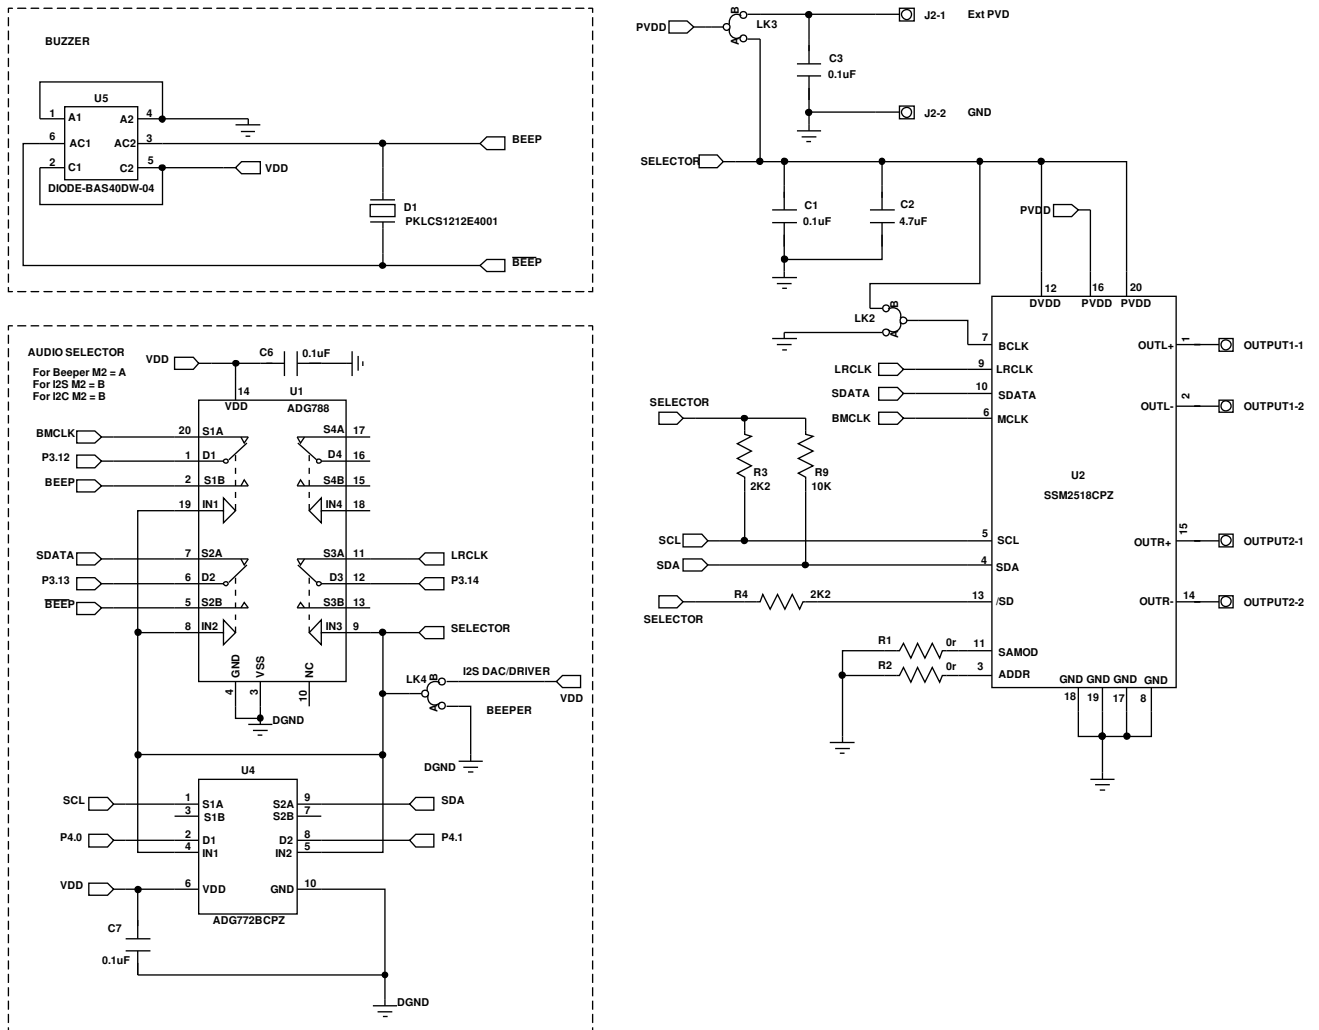 BUZZER
U5
1
A1
A2
4
6
AC1
AC2
3
BEEP
2
C1
C2
5
VDD
DIODE-BAS40DW-04
D1
PKLCS1212E4001
BEEP
AUDIO SELECTOR
For Beeper M2 = A
For I2S M2 = B
For I2C M2 = B
VDD
C6
0.1uF
14
U1
VDD
ADG788
BMCLK
20
S1A
S4A
17
P3.12
1
D1
D4
16
BEEP
2
S1B
S4B
15
19
IN1
IN4
18
SDATA
7
S2A
S3A
11
LRCLK
P3.13
6
D2
D3
12
P3.14
BEEP
5
S2B
S3B
13
8
IN2
IN3
9
SELECTOR
GND
VSS
NC
4
3
10
DGND
LK4
B
A
I2S DAC/DRIVER
VDD
BEEPER
DGND
U4
SCL
1
S1A
S2A
9
SDA
3
S1B
S2B
7
P4.0
2
D1
D2
8
P4.1
4
IN1
IN2
5
VDD
6
VDD
GND
10
ADG772BCPZ
C7
0.1uF
DGND
PVDD
B
A
LK3
J2-1
Ext PVD
C3
0.1uF
J2-2
GND
SELECTOR
C1
0.1uF
C2
4.7uF
PVDD
12
16
20
DVDD
PVDD
PVDD
LK2
B
A
7
BCLK
LRCLK
9
LRCLK
SDATA
10
SDATA
BMCLK
6
MCLK
OUTL+
1
OUTPUT1-1
OUTL-
2
OUTPUT1-2
SELECTOR
R3
2K2
R9
10K
U2
SSM2518CPZ
SCL
5
SCL
OUTR+
15
OUTPUT2-1
SDA
4
SDA
SELECTOR
R4
2K2
13
/SD
OUTR-
14
OUTPUT2-2
R1
0r
11
SAMOD
R2
0r
3
ADDR
GND
GND
GND
GND
18
19
17
8